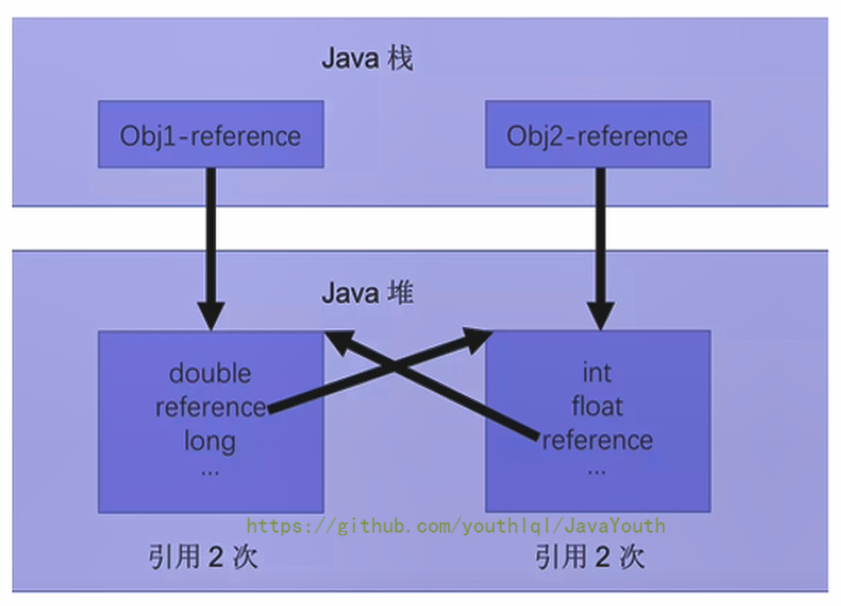 Java 栈
Obj1-reference
Obj2-reference
Java 堆
double
reference
long
...
int
float
reference
...
https://github.com/youthlql/JavaYouth
引用 2 次
引用 2 次